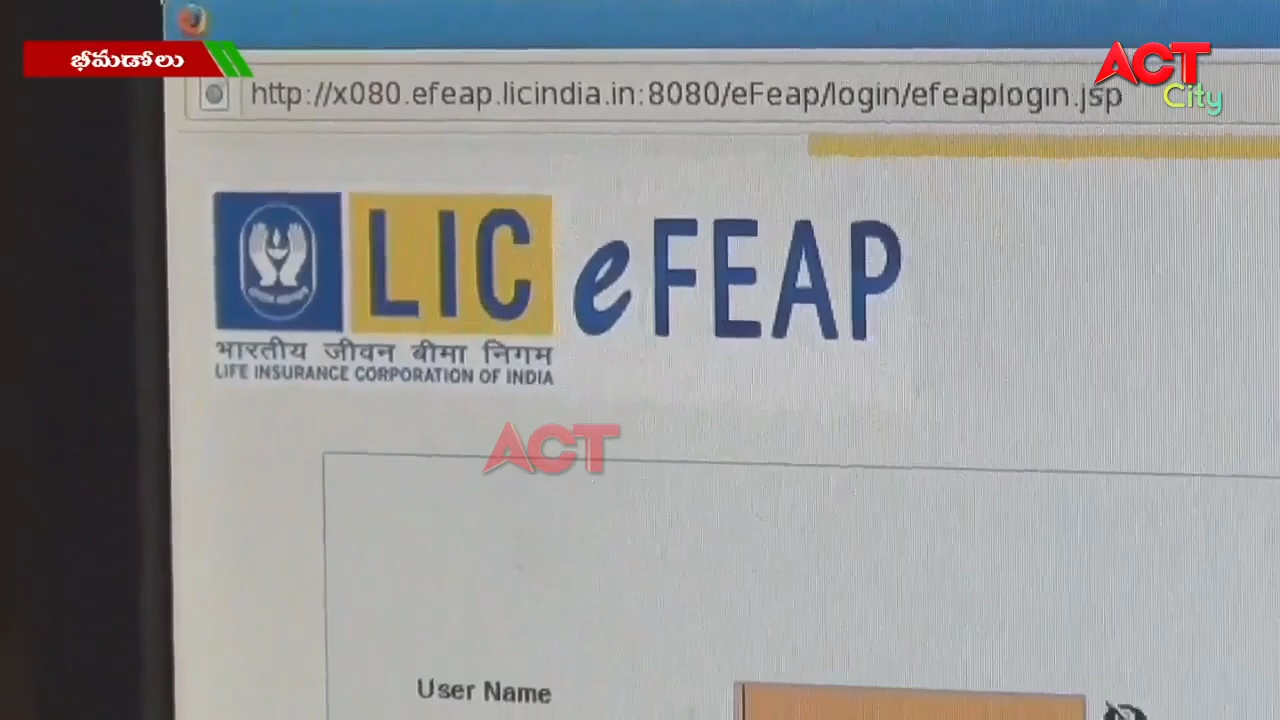 భీమడోలు
ACT
City
http://x080.efeap.licindia.in:8080/eFeap/login/efeaplogin.jsp
LIC eFEAP
भारतीय जीवन बीमा निगम
LIFE INSURANCE CORPORATION OF INDIA
ACT
User Name